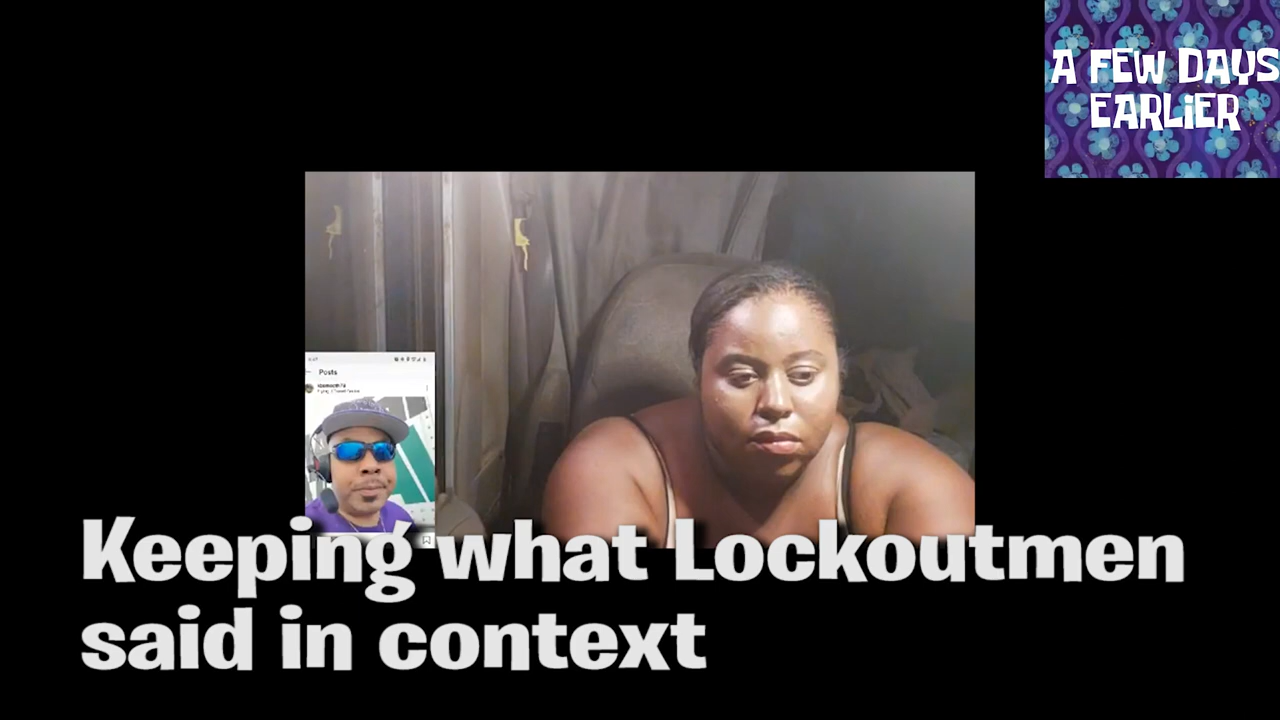 A FEW DAYS
EARLIER
Posts
Keeping what Lockoutmen
said in context